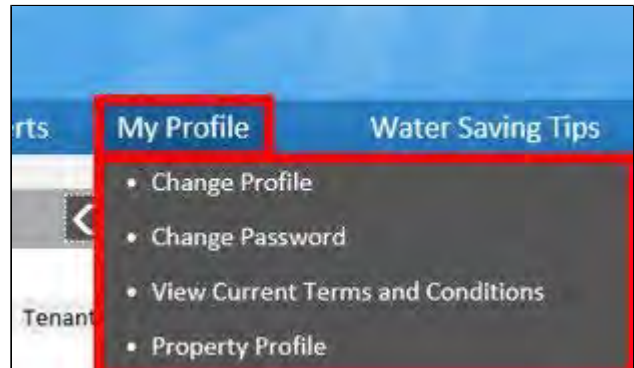 rts My Profile Water Saving Tips
• Change Profile
• Change Password
• View Current Terms and Conditions
Tenant
• Property Profile